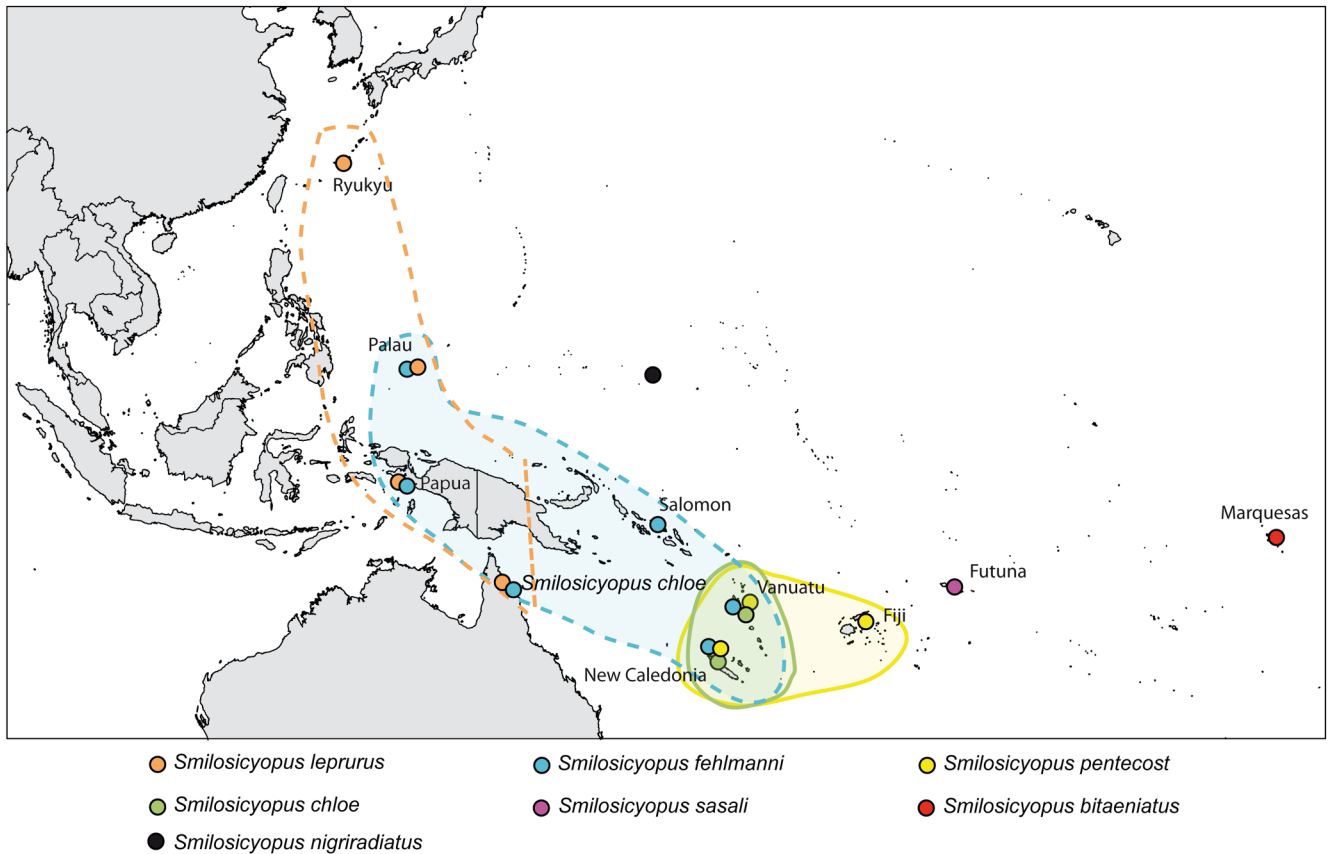 Ryukyu
Palau
Papua
Salomon
Marquesas
Futuna
Smilosicyopus chloe
Vanuatu
Fiji
New Caledonia
Smilosicyopus leprurus
Smilosicyopus fehlmanni
Smilosicyopus pentecost
Smilosicyopus chloe
Smilosicyopus sasali
Smilosicyopus bitaeniatus
Smilosicyopus nigriradiatus